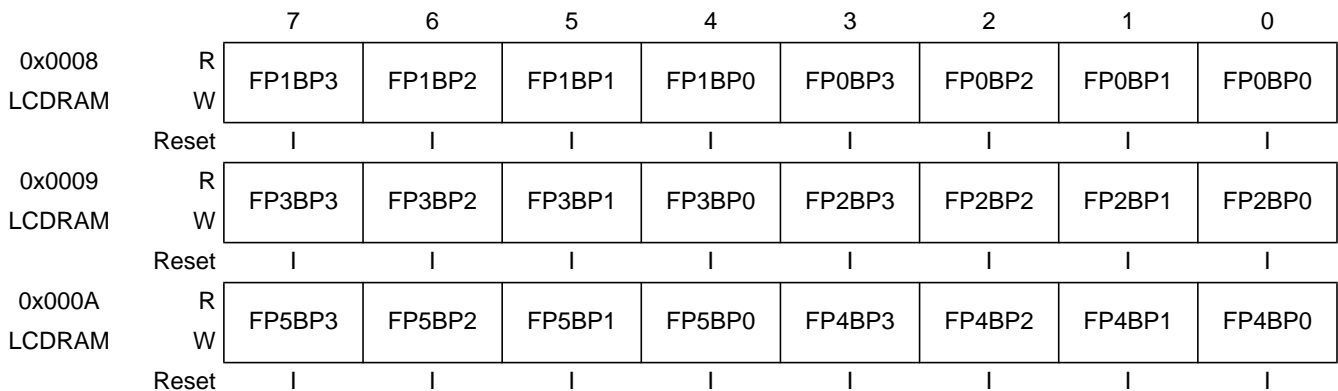 7 6 5 4 3 2 1 0
0x0008 R
FP1BP3 FP1BP2 FP1BP1 FP1BP0 FP0BP3 FP0BP2 FP0BP1 FP0BP0
LCDRAM W
Reset I I I I I I I I
0x0009 R
FP3BP3 FP3BP2 FP3BP1 FP3BP0 FP2BP3 FP2BP2 FP2BP1 FP2BP0
LCDRAM W
Reset I I I I I I I I
0x000A R
FP5BP3 FP5BP2 FP5BP1 FP5BP0 FP4BP3 FP4BP2 FP4BP1 FP4BP0
LCDRAM W
Reset I I I I I I I I